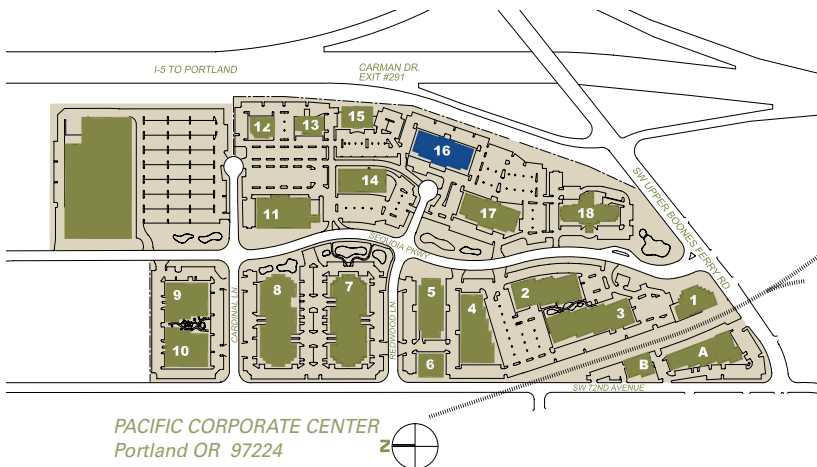 I-5 TO PORTLAND
CARMAN DR.
EXIT #291
12
13
15
16
14
11
17
18
SW UPPER BOONES FERRY RD
SEQUOIA PKWY
9
8
7
5
4
2
3
1
10
CARDINAL LN.
REDWOOD LN.
6
B
A
SW 72ND AVENUE
PACIFIC CORPORATE CENTER
Portland OR 97224
N